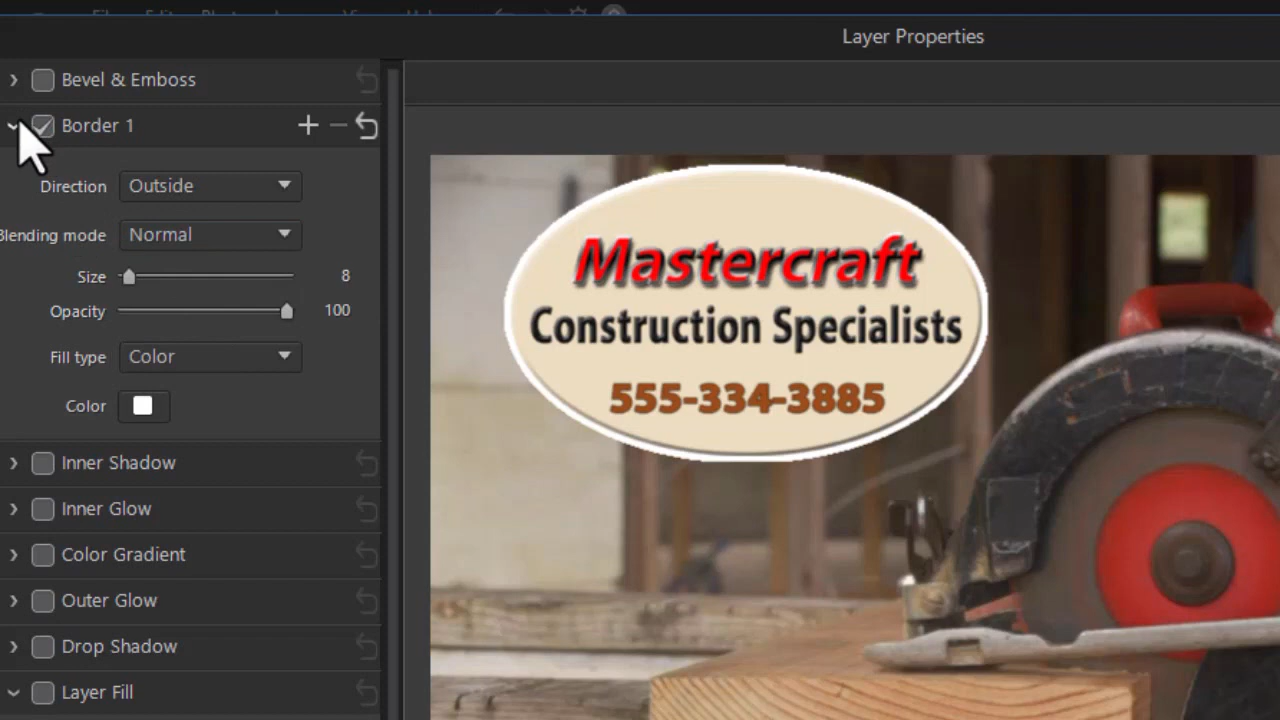 Layer Properties
Bevel & Emboss
Border 1
Direction Outside
Blending mode Normal
Size 8
Opacity 100
Fill type Color
Color
Inner Shadow
Inner Glow
Color Gradient
Outer Glow
Drop Shadow
Layer Fill
Mastercraft
Construction Specialists
555-334-3885